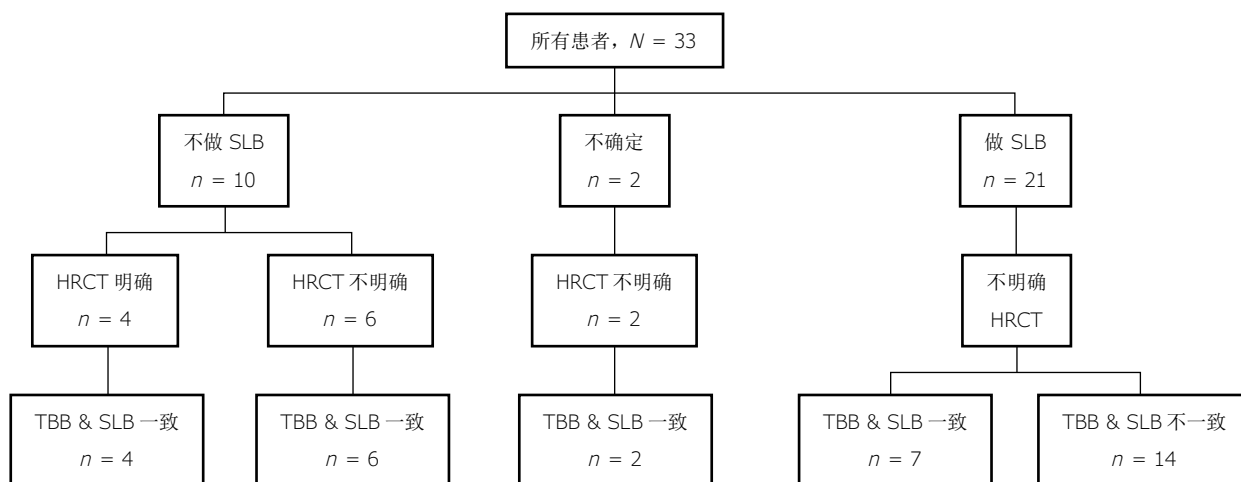 所有患者，N = 33
不做 SLB
n = 10
不确定
n = 2
做 SLB
n = 21
HRCT 明确
n = 4
HRCT 不明确
n = 6
HRCT 不明确
n = 2
不明确
HRCT
TBB & SLB 一致
n = 4
TBB & SLB 一致
n = 6
TBB & SLB 一致
n = 2
TBB & SLB 一致
n = 7
TBB & SLB 不一致
n = 14